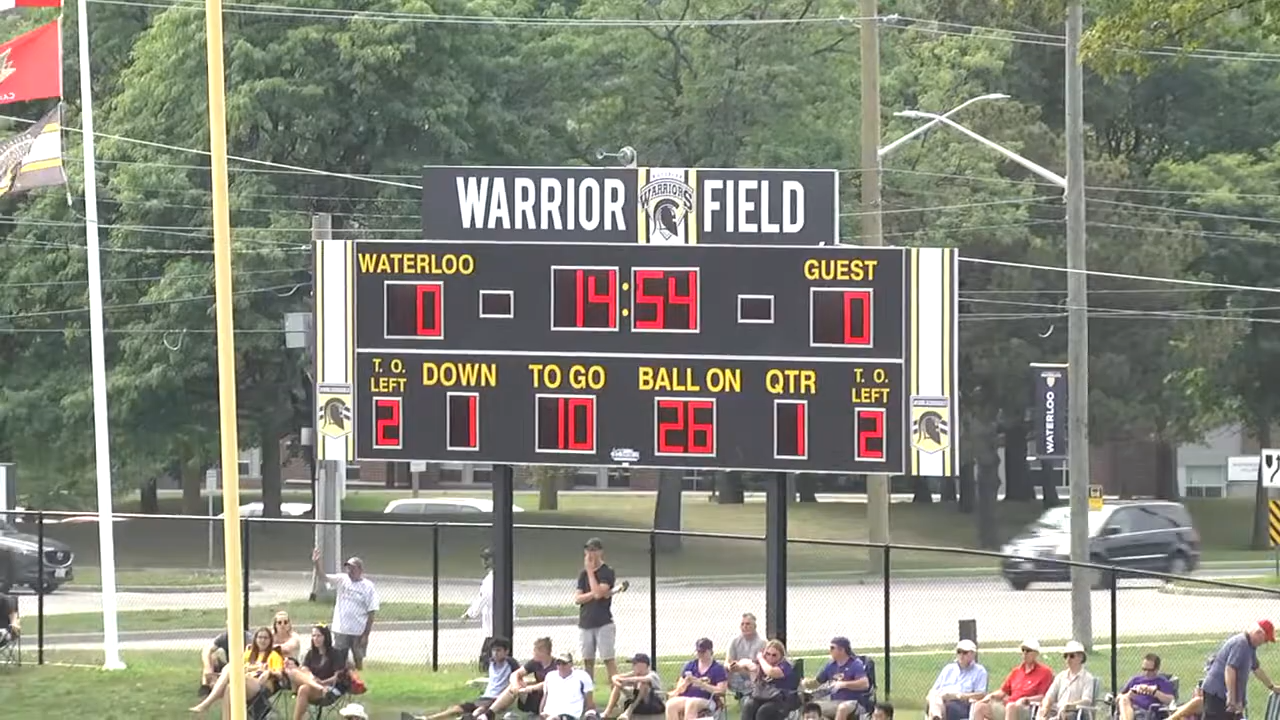 WARRIOR WARRIORS FIELD
WATERLOO
GUEST
0
14:54
0
T. O.
LEFT
DOWN
TO GO
BALL ON
QTR
T. O.
LEFT
2
1
10
26
1
2
WATERLOO